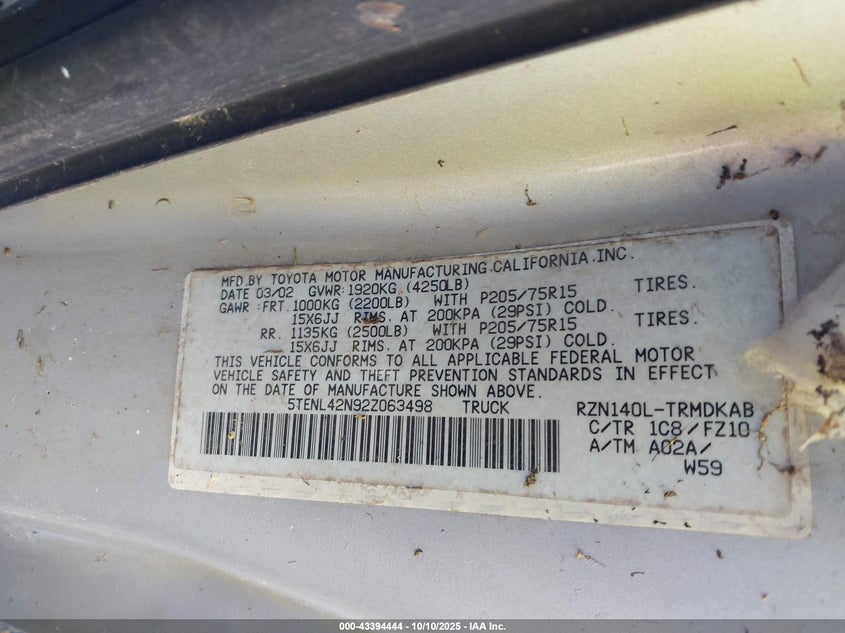 MFD.BY TOYOTA MOTOR MANUFACTURING.CALIFORNIA.INC.
DATE 03/02 GVWR:1920KG (4250LB)
GAWR:FRT.1000KG (2200LB) WITH P205/75R15 TIRES.
15X6JJ RIMS. AT 200KPA (29PSI) COLD.
RR. 1135KG (2500LB) WITH P205/75R15 TIRES.
15X6JJ RIMS. AT 200KPA (29PSI) COLD.
THIS VEHICLE CONFORMS TO ALL APPLICABLE FEDERAL MOTOR
VEHICLE SAFETY AND THEFT PREVENTION STANDARDS IN EFFECT
ON THE DATE OF MANUFACTURE SHOWN ABOVE.
5TENL42N92Z063498 TRUCK RZN140L-TRMDKAB
C/TR 1C8/FZ10
A/TM A02A/
W59
000-43394444 - 10/10/2025 - IAA Inc.